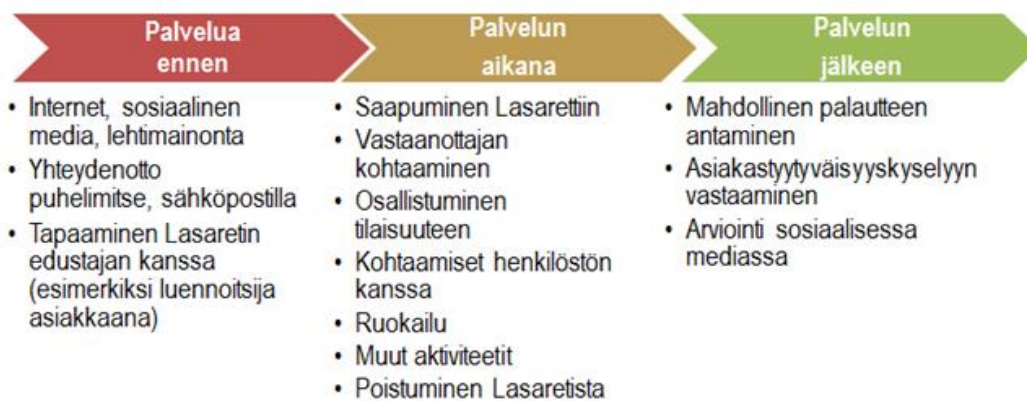 Palvelua
ennen
• Internet, sosiaalinen
media, lehtimainonta
• Yhteydenotto
puhelimitse, sähköpostilla
• Tapaaminen Lasaretin
edustajan kanssa
(esimerkiksi luennoitsija
asiakkaana)
Palvelun
aikana
• Saapuminen Lasarettiin
• Vastaanottajan
kohtaaminen
• Osallistuminen
tilaisuuteen
• Kohtaamiset henkilöstön
kanssa
• Ruokailu
• Muut aktiviteetit
• Poistuminen Lasaretista
Palvelun
jälkeen
• Mahdollinen palautteen
antaminen
• Asiakastyytyväisyyskyselyyn
vastaaminen
• Arviointi sosiaalisessa
mediassa